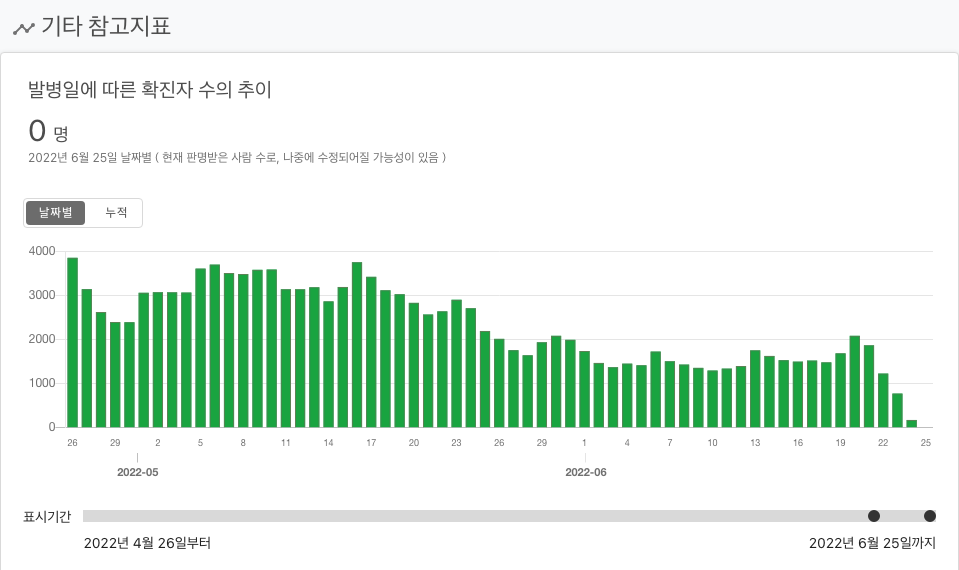 기타 참고지표
발병일에 따른 확진자 수의 추이
0 명
2022년 6월 25일 날짜별 ( 현재 판명받은 사람 수로, 나중에 수정되어질 가능성이 있음 )
날짜별 누적
4000
3000
2000
1000
0
26 29 2 5 8 11 14 17 20 23 26 29 1 4 7 10 13 16 19 22 25
2022-05 2022-06
표시기간
2022년 4월 26일부터 2022년 6월 25일까지